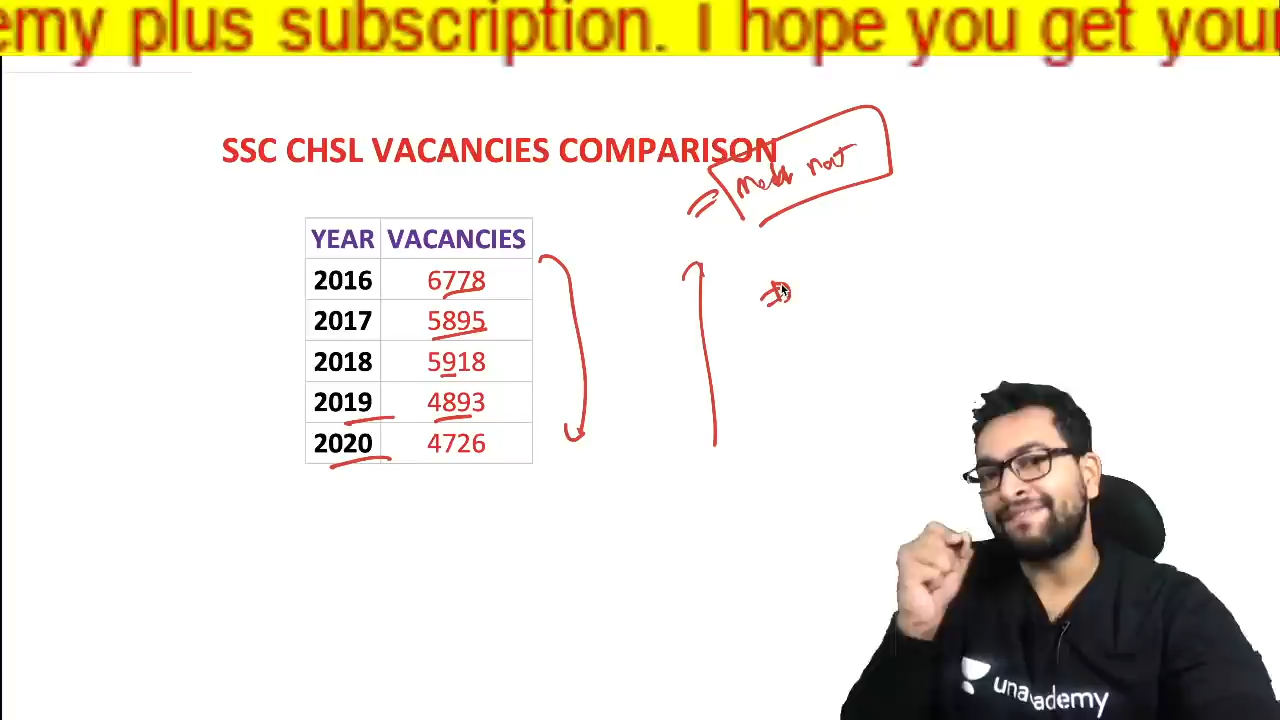 emy plus subscription. I hope you get your
SSC CHSL VACANCIES COMPARISON
YEAR VACANCIES
2016 6778
2017 5895
2018 5918
2019 4893
2020 4726
unacademy